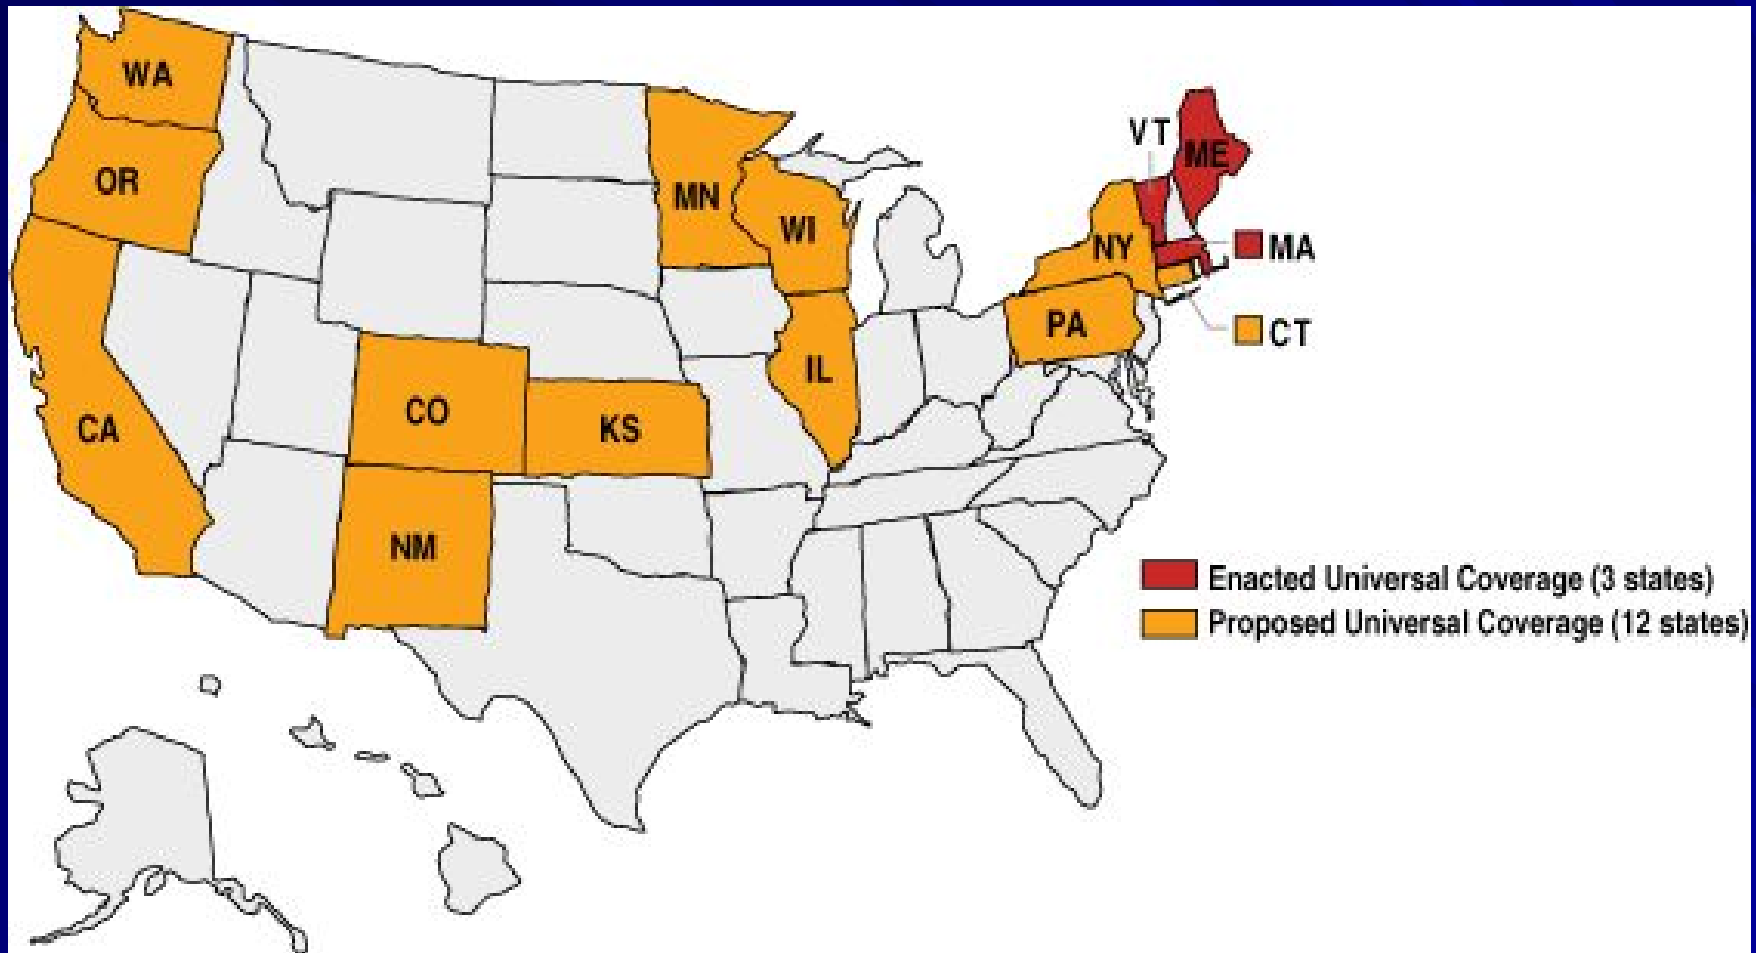 WA
VT
ME
OR
MN
WI
NY
MA
PA
CT
IL
CO
KS
CA
NM
Enacted Universal Coverage (3 states)
Proposed Universal Coverage (12 states)